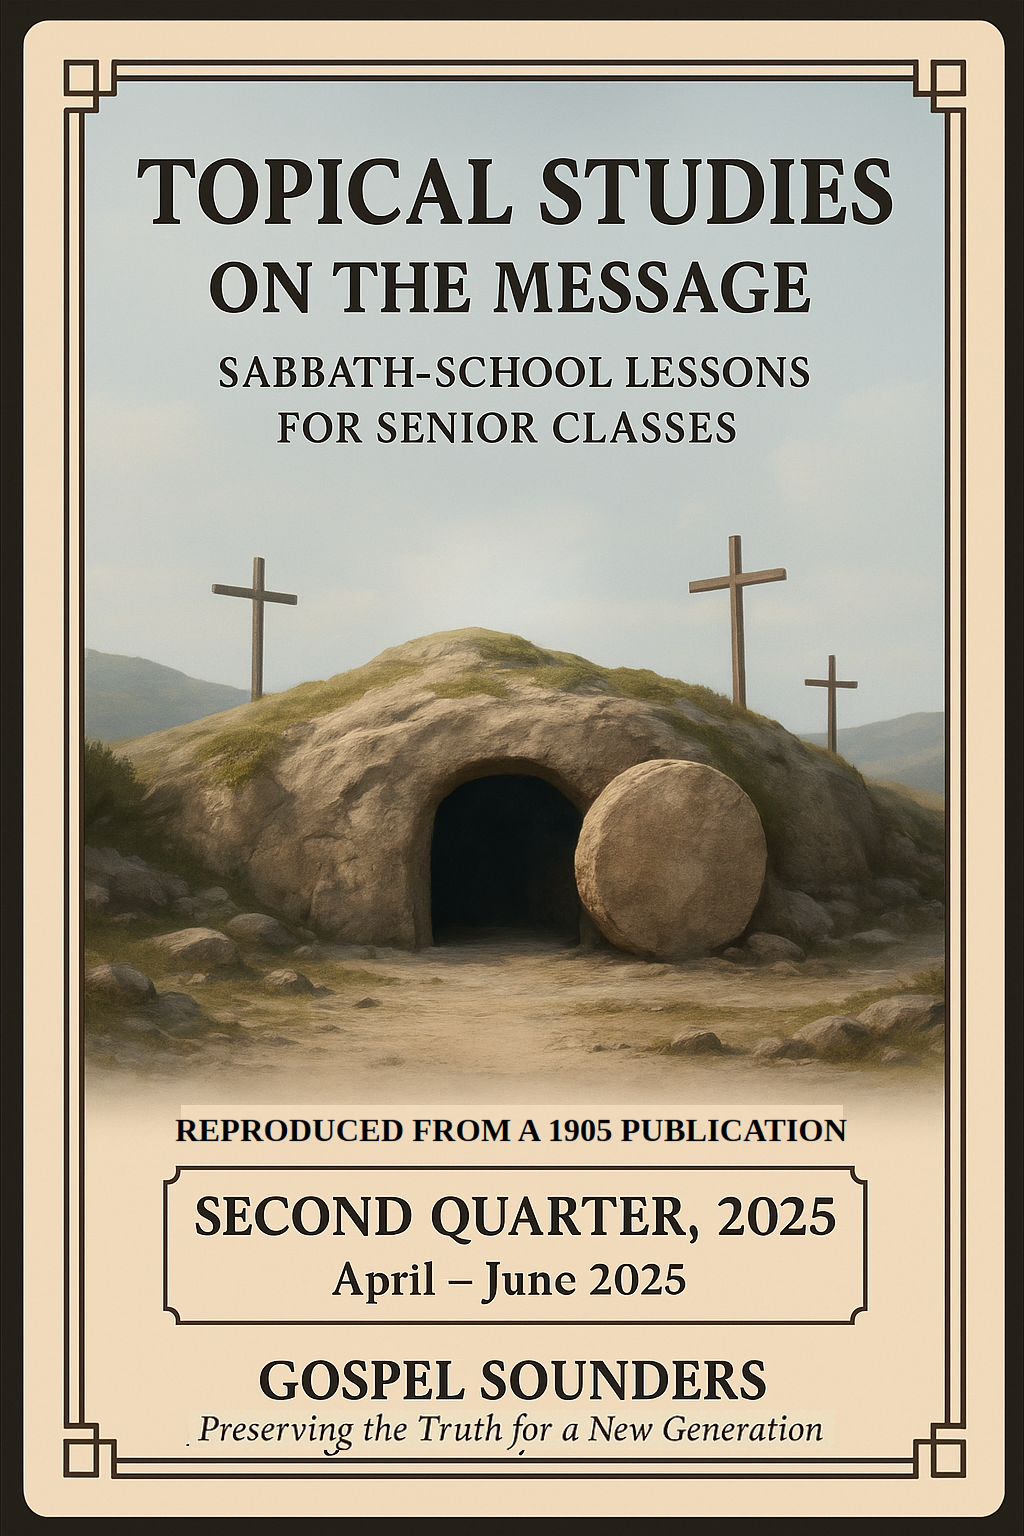 TOPICAL STUDIES
ON THE MESSAGE
SABBATH-SCHOOL LESSONS
FOR SENIOR CLASSES
REPRODUCED FROM A 1905 PUBLICATION
SECOND QUARTER, 2025
April – June 2025
GOSPEL SOUNDERS
Preserving the Truth for a New Generation